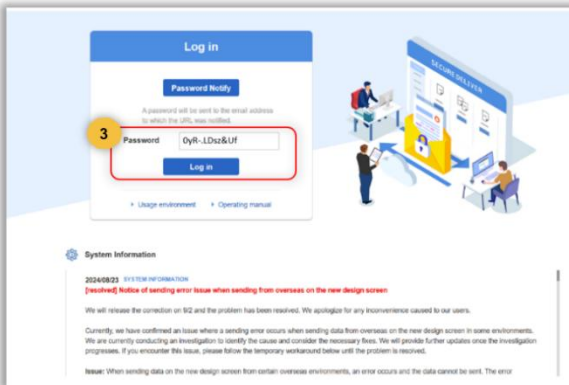 Log in
Password Notify
A password will be sent to the email address
to which the URL was notified.
3
Password 0yR-.LDsz&Uf
Log in
Usage environment Operating manual
SECURE DELIVER
System Information
2024/08/23 SYSTEM INFORMATION
[resolved] Notice of sending error issue when sending from overseas on the new design screen
We will release the correction on 9/2 and the problem has been resolved. We apologize for any inconvenience caused to our users.
Currently, we have confirmed an issue where a sending error occurs when sending data from overseas on the new design screen in some environments.
We are currently conducting an investigation to identify the cause and consider the necessary fixes. We will provide further updates once the investigation
progresses. If you encounter this issue, please follow the temporary workaround below until the problem is resolved.
Issue: When sending data on the new design screen from certain overseas environments, an error occurs and the data cannot be sent. The error